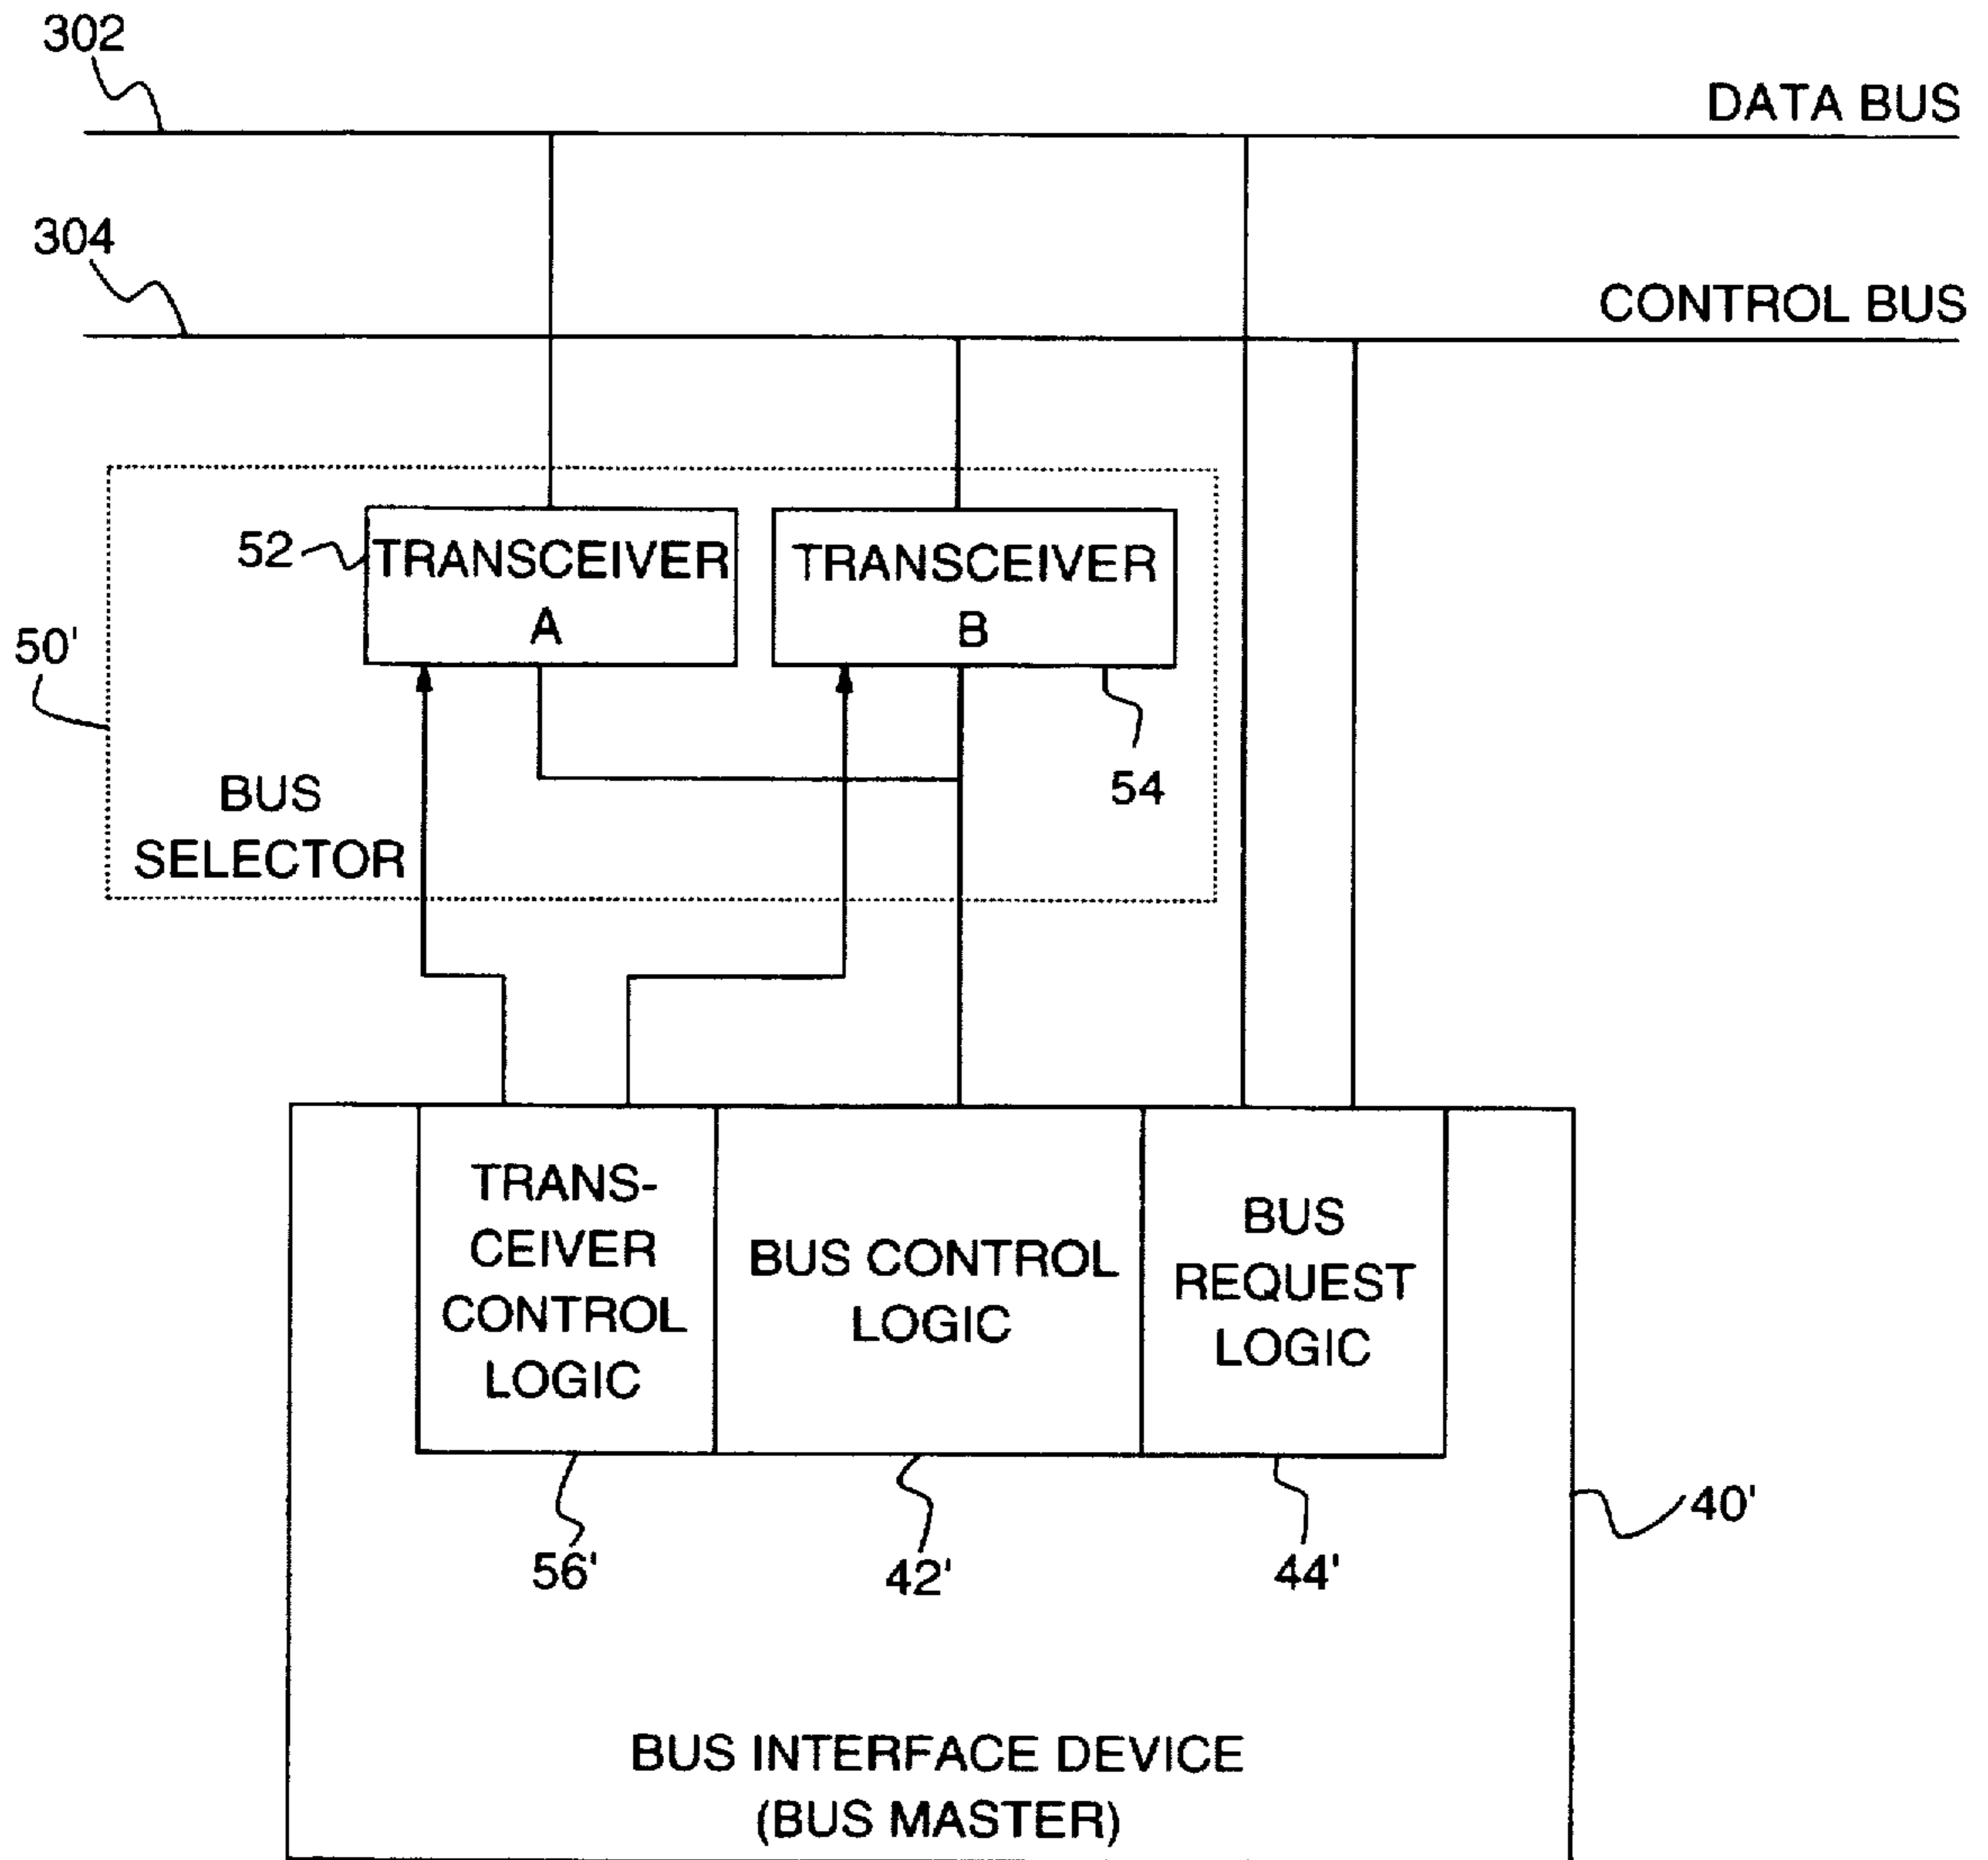 302
DATA BUS
304
CONTROL BUS
52
TRANSCEIVER
A
TRANSCEIVER
B
50'
54
BUS
SELECTOR
TRANS-
CEIVER
CONTROL
LOGIC
BUS CONTROL
LOGIC
BUS
REQUEST
LOGIC
40'
56'
42'
44'
BUS INTERFACE DEVICE
(BUS MASTER)